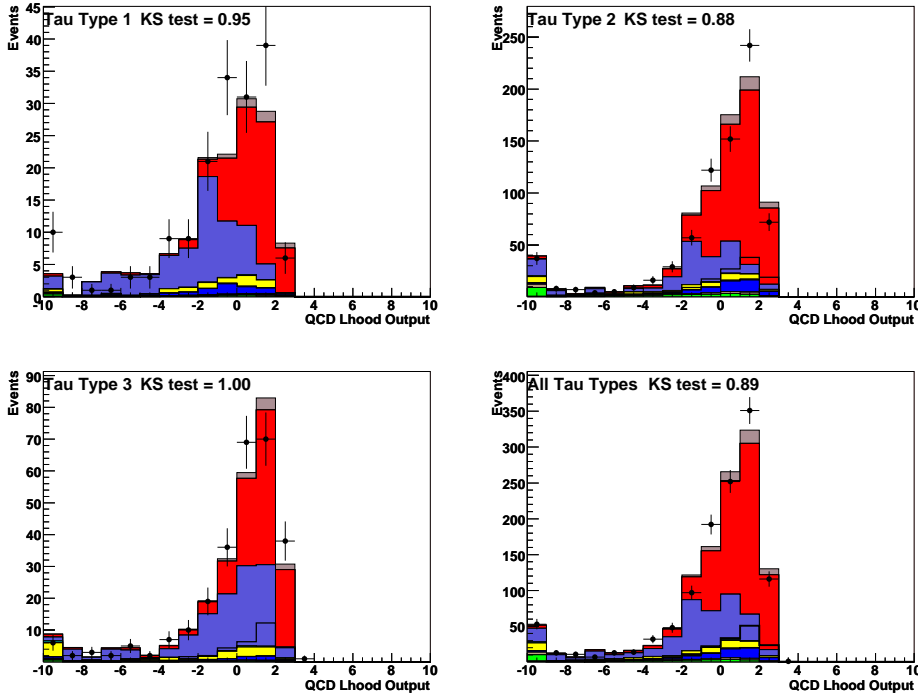 Tau Type 1 KS test = 0.95
Events
45
40
35
30
25
20
15
10
5
0
-10 -8 -6 -4 -2 0 2 4 6 8 10
QCD Lhood Output
Tau Type 2 KS test = 0.88
Events
250
200
150
100
50
-10 -8 -6 -4 -2 0 2 4 6 8 10
QCD Lhood Output
Tau Type 3 KS test = 1.00
Events
90
80
70
60
50
40
30
20
10
-10 -8 -6 -4 -2 0 2 4 6 8 10
QCD Lhood Output
All Tau Types KS test = 0.89
Events
400
350
300
250
200
150
100
50
-10 -8 -6 -4 -2 0 2 4 6 8 10
QCD Lhood Output